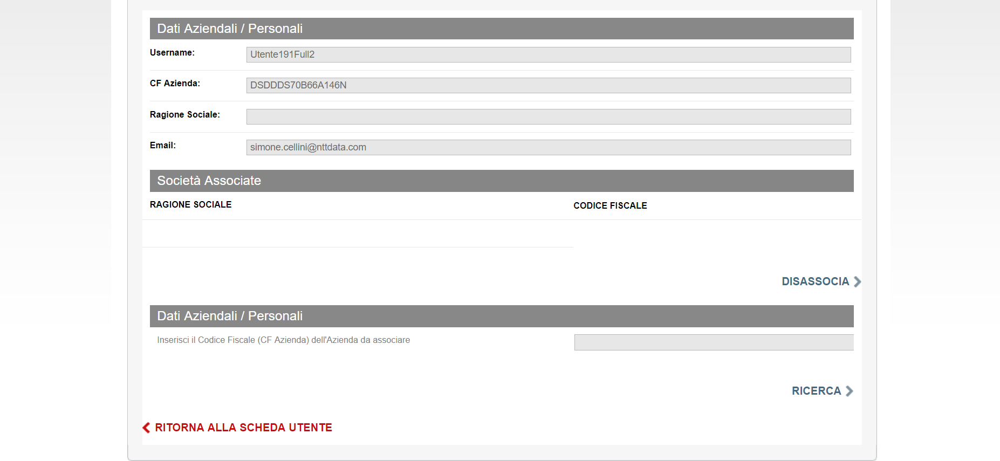 Dati Aziendali / Personali
Username: Utente191Full2
CF Azienda: DSDDDS70B66A146N
Ragione Sociale:
Email: simone.cellini@nttdata.com
Società Associate
RAGIONE SOCIALE CODICE FISCALE
DISASSOCIA
Dati Aziendali / Personali
Inserisci il Codice Fiscale (CF Azienda) dell'Azienda da associare
RICERCA
RITORNA ALLA SCHEDA UTENTE